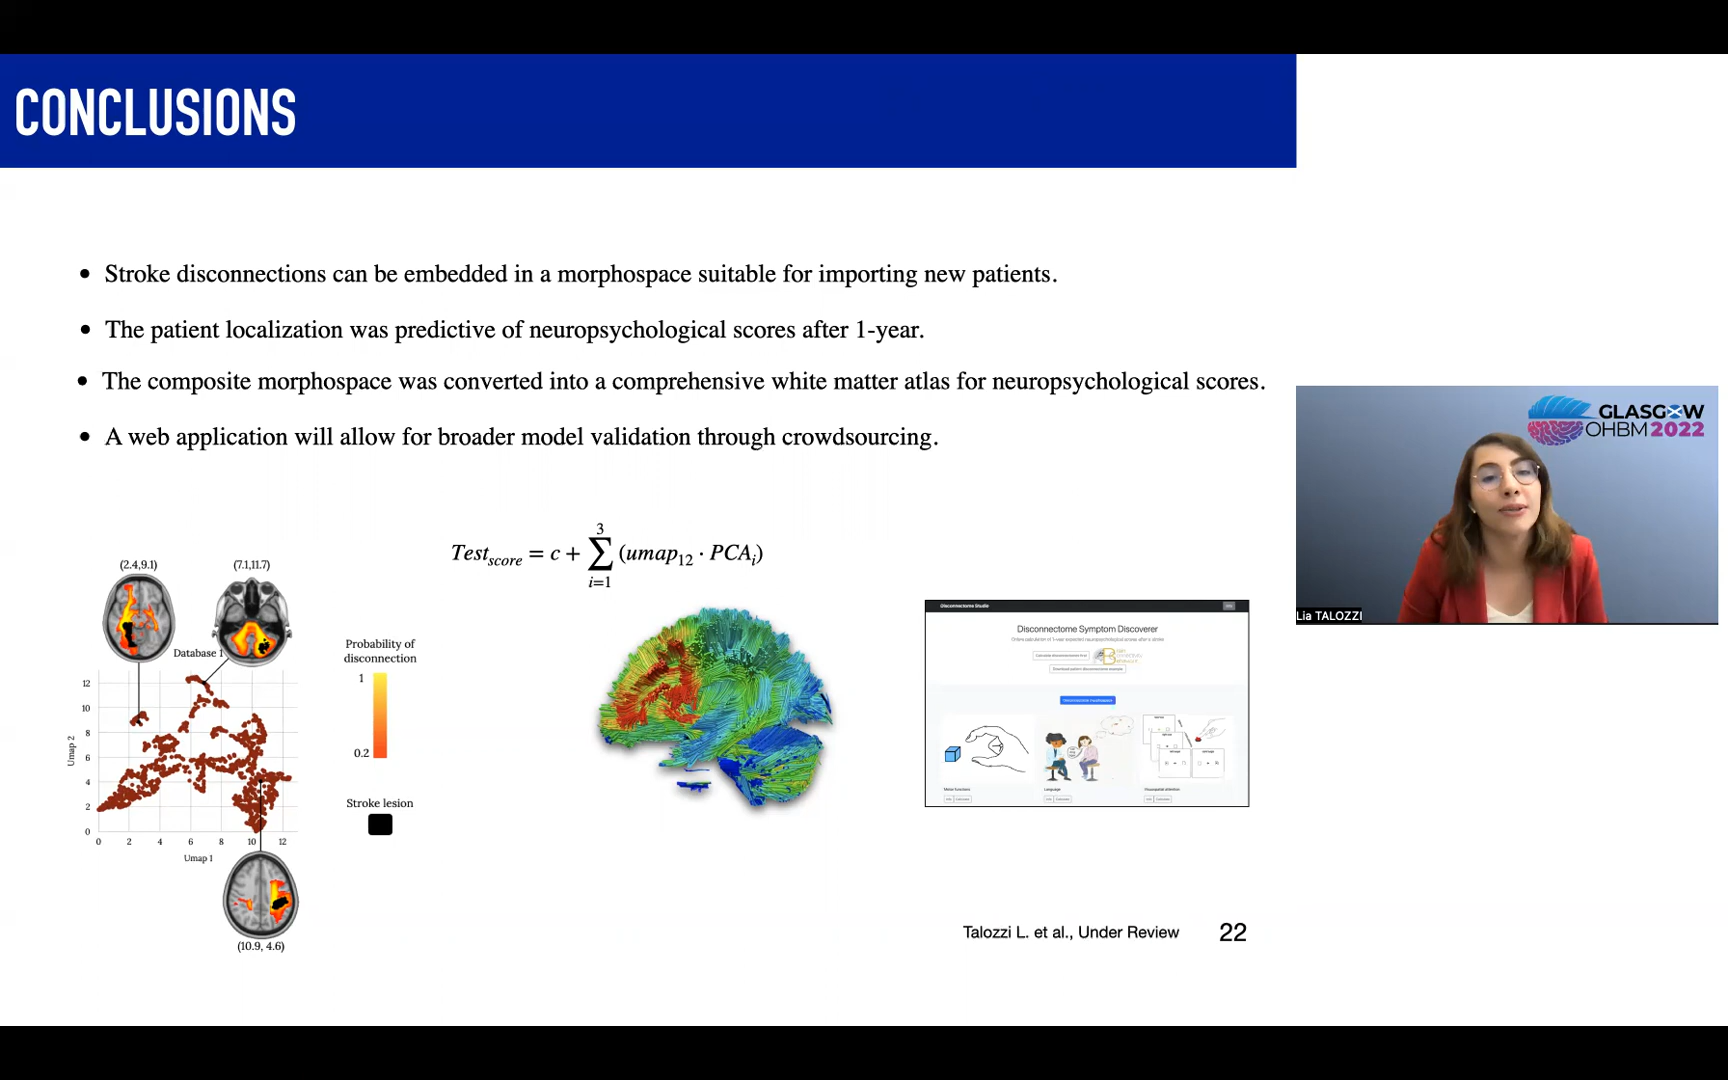 CONCLUSIONS
• Stroke disconnections can be embedded in a morphospace suitable for importing new patients.
• The patient localization was predictive of neuropsychological scores after 1-year.
• The composite morphospace was converted into a comprehensive white matter atlas for neuropsychological scores.
• A web application will allow for broader model validation through crowdsourcing.
GLASGOW
OHBM 2022
Lia TALOZZI
Test_score = c + ∑_{i=1}^{3} (umap_12 · PCA_i)
(2.4,9.1)
(7.1,11.7)
Database 1
12
10
8
6
4
2
0
Umap 2
0 2 4 6 8 10 12
Umap 1
(10.9, 4.6)
Probability of
disconnection
1
0.2
Stroke lesion
Disconnectome Studio
Disconnectome Symptom Discoverer
Motor functions
Language
Visuospatial attention
Talozzi L. et al., Under Review
22